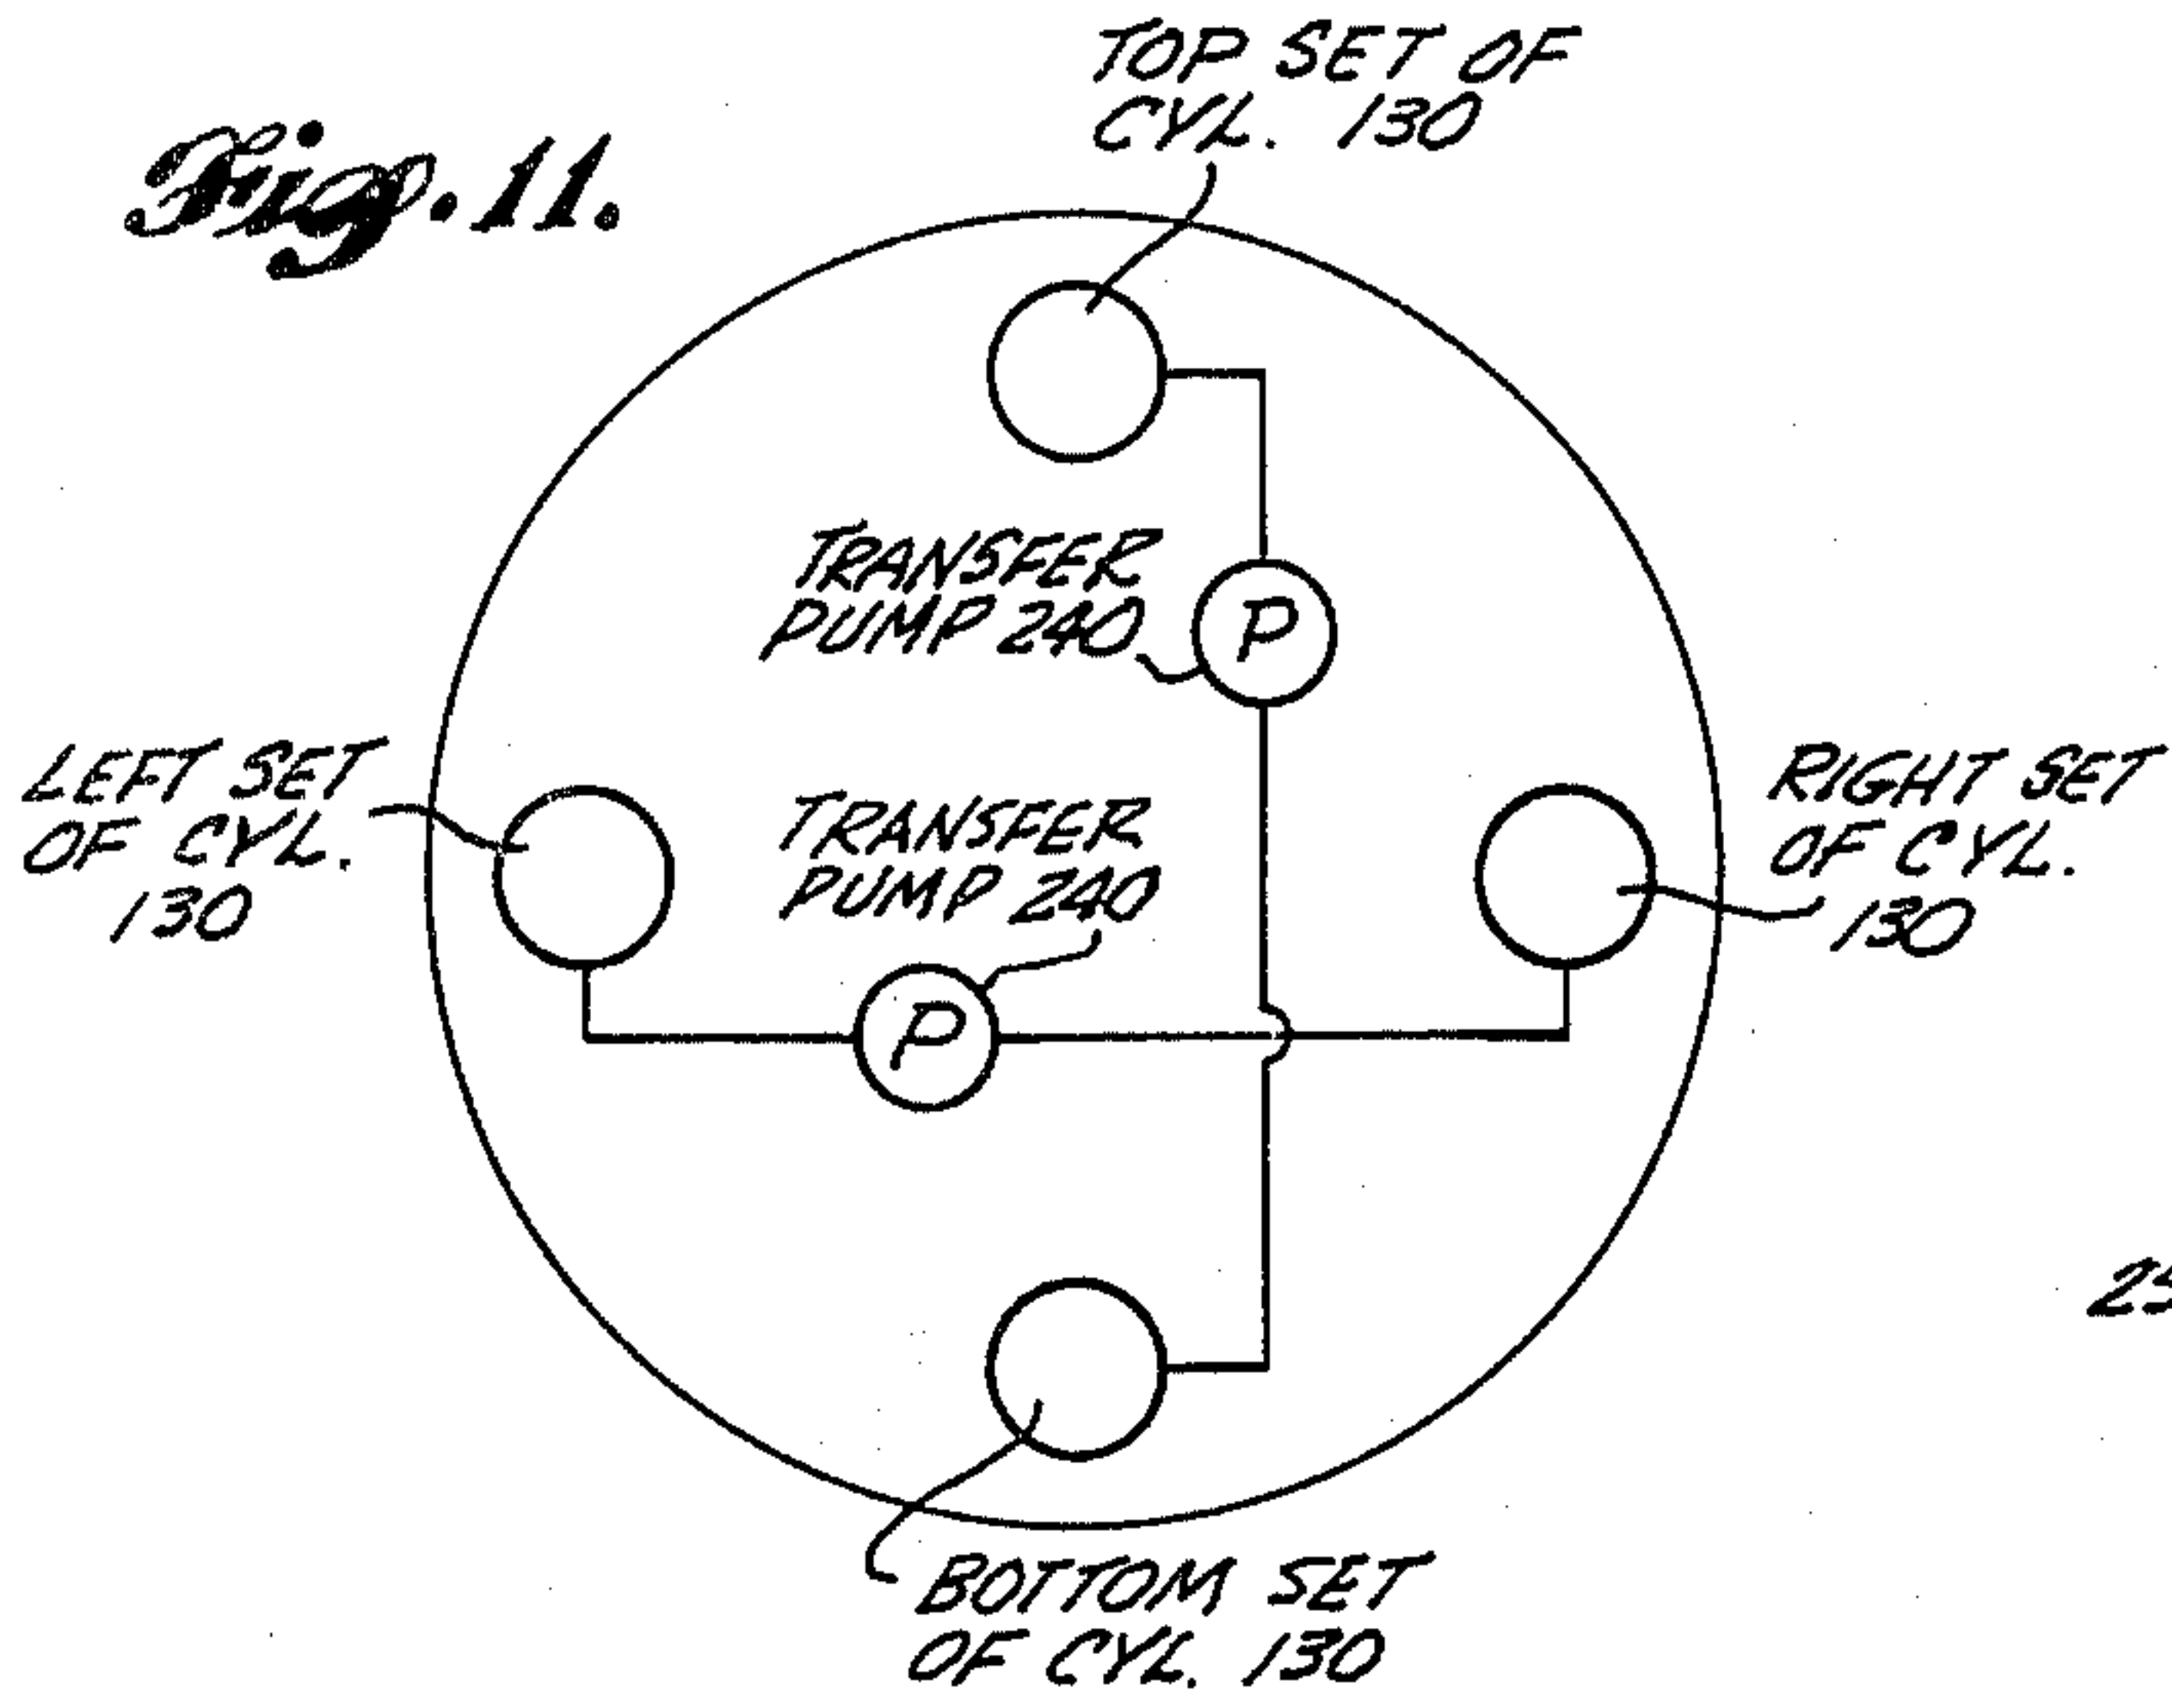 Fig. 11.
TOP SET OF
CYL. 130
TRANSFER
PUMP 240
P
LEFT SET
OF CYL.
130
TRANSFER
PUMP 240
P
RIGHT SET
OF CYL.
130
BOTTOM SET
OF CYL. 130